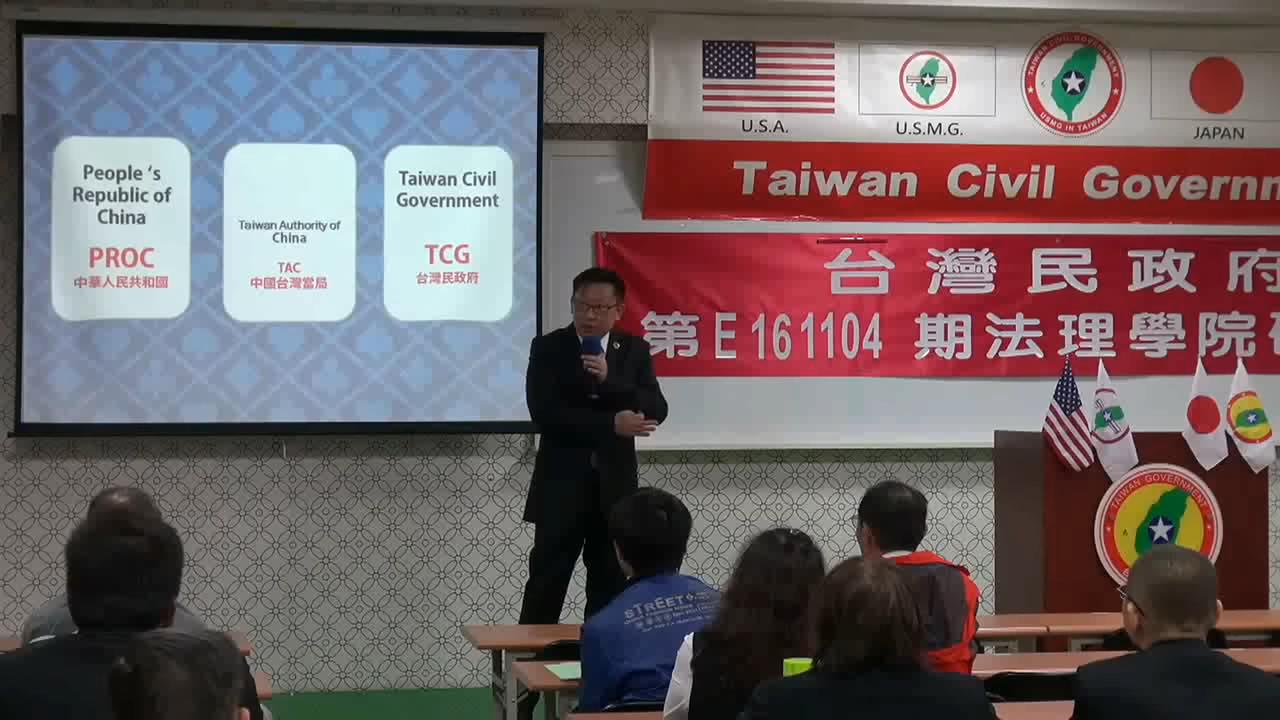 People 's
Republic of
China
PROC
中華人民共和國
Taiwan Authority of
China
TAC
中國台灣當局
Taiwan Civil
Government
TCG
台灣民政府
U.S.A.
U.S.M.G.
TAIWAN CIVIL GOVERNMENT
USMG IN TAIWAN
JAPAN
Taiwan Civil Governm
台灣民政府
第E161104 期法理學院
TAIWAN GOVERNMENT
STREET